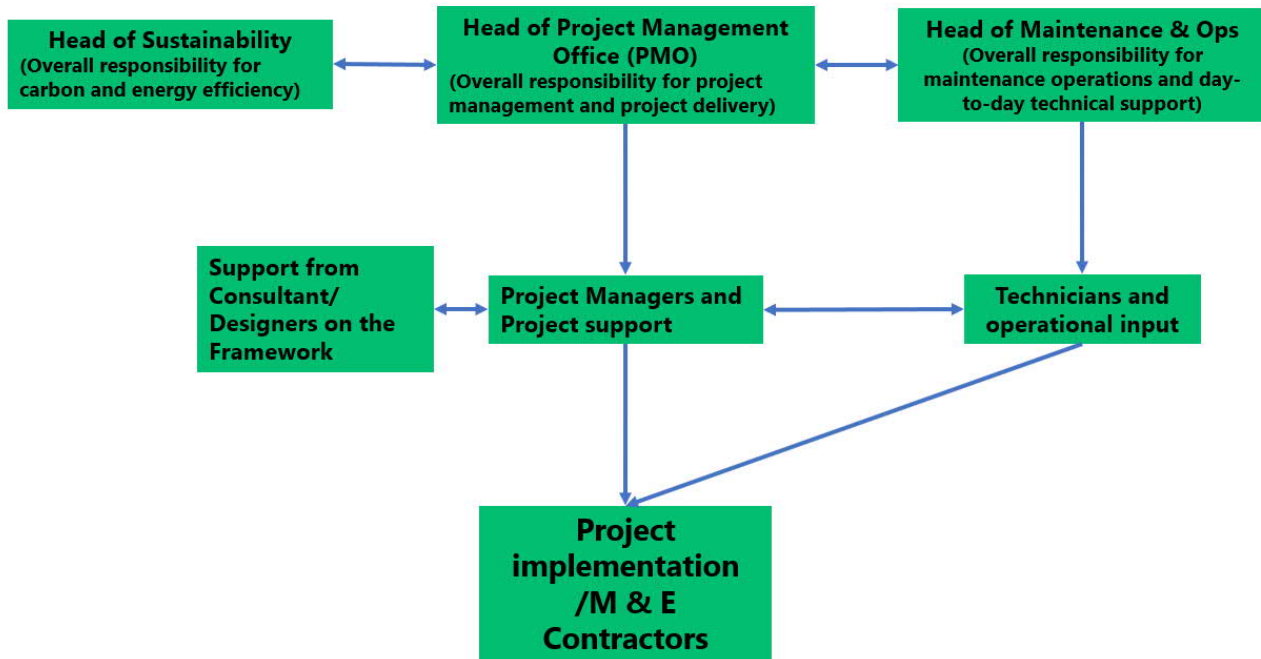 Head of Sustainability
(Overall responsibility for
carbon and energy efficiency)
Head of Project Management
Office (PMO)
(Overall responsibility for project
management and project delivery)
Head of Maintenance & Ops
(Overall responsibility for
maintenance operations and day-
to-day technical support)
Support from
Consultant/
Designers on the
Framework
Project Managers and
Project support
Technicians and
operational input
Project
implementation
/M & E
Contractors